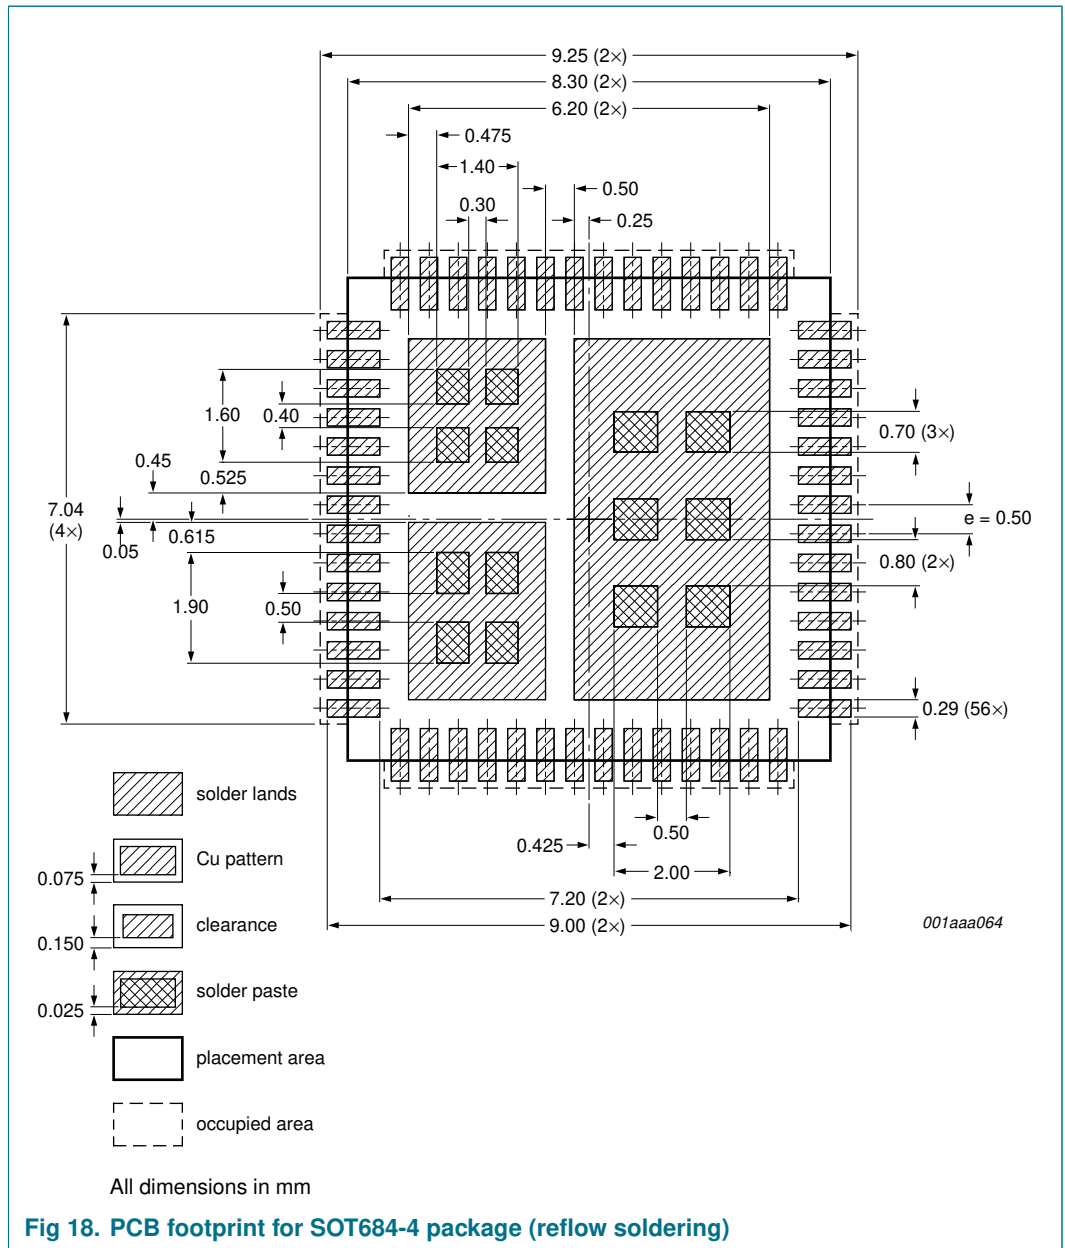 9.25 (2×)
8.30 (2×)
6.20 (2×)
0.475
1.40
0.50
0.30
0.25
1.60
0.40
0.70 (3×)
0.45
0.525
7.04
(4×)
e = 0.50
0.615
0.05
0.80 (2×)
1.90
0.50
0.29 (56×)
solder lands
0.50
0.425
Cu pattern
2.00
0.075
7.20 (2×)
clearance
9.00 (2×)
001aaa064
0.150
solder paste
0.025
placement area
occupied area
All dimensions in mm
Fig 18. PCB footprint for SOT684-4 package (reflow soldering)